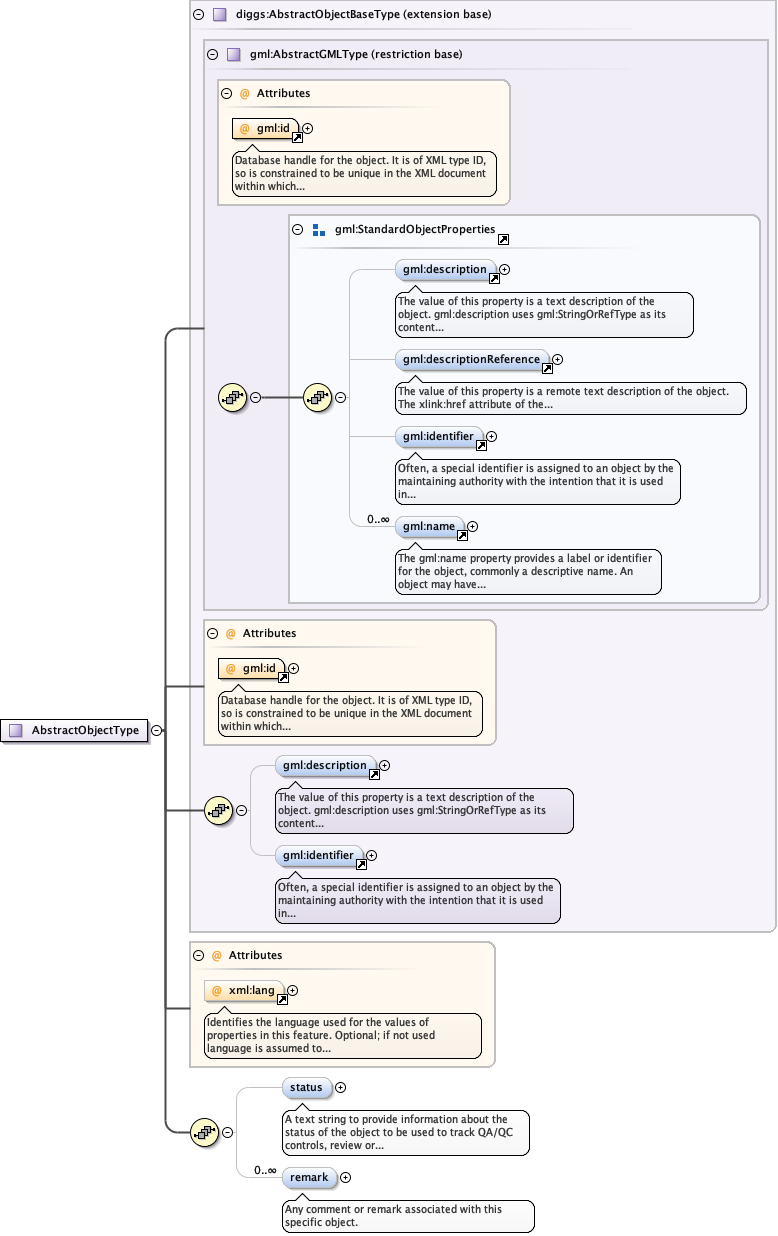 diggs:AbstractObjectBaseType (extension base)
gml:AbstractGMLType (restriction base)
@ Attributes
@ gml:id
Database handle for the object. It is of XML type ID,
so is constrained to be unique in the XML document
within which...
gml:StandardObjectProperties
gml:description
The value of this property is a text description of the
object. gml:description uses gml:StringOrRefType as its
content...
gml:descriptionReference
The value of this property is a remote text description of the object.
The xlink:href attribute of the...
gml:identifier
Often, a special identifier is assigned to an object by the
maintaining authority with the intention that it is used
in...
0..∞
gml:name
The gml:name property provides a label or identifier
for the object, commonly a descriptive name. An
object may have...
@ Attributes
@ gml:id
Database handle for the object. It is of XML type ID,
so is constrained to be unique in the XML document
within which...
AbstractObjectType
gml:description
The value of this property is a text description of the
object. gml:description uses gml:StringOrRefType as its
content...
gml:identifier
Often, a special identifier is assigned to an object by the
maintaining authority with the intention that it is used
in...
@ Attributes
@ xml:lang
Identifies the language used for the values of
properties in this feature. Optional; if not used
language is assumed to...
status
A text string to provide information about the
status of the object to be used to track QA/QC
controls, review or...
0..∞
remark
Any comment or remark associated with this
specific object.